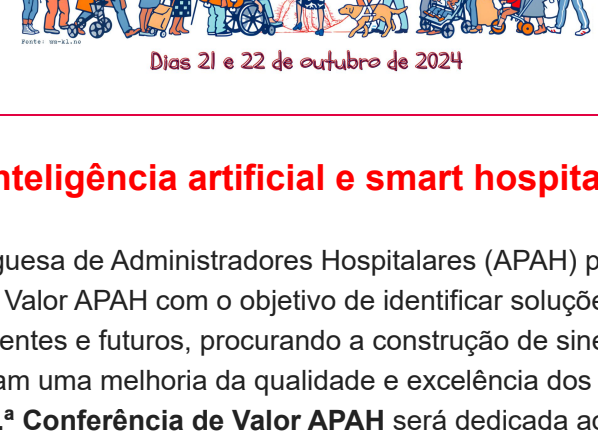 Fonte: un-kl.no
Dias 21 e 22 de outubro de 2024
nteligência artificial e smart hospita
guesa de Administradores Hospitalares (APAH) p
Valor APAH com o objetivo de identificar soluçõe
entes e futuros, procurando a construção de sine
am uma melhoria da qualidade e excelência dos
.ª Conferência de Valor APAH será dedicada ao